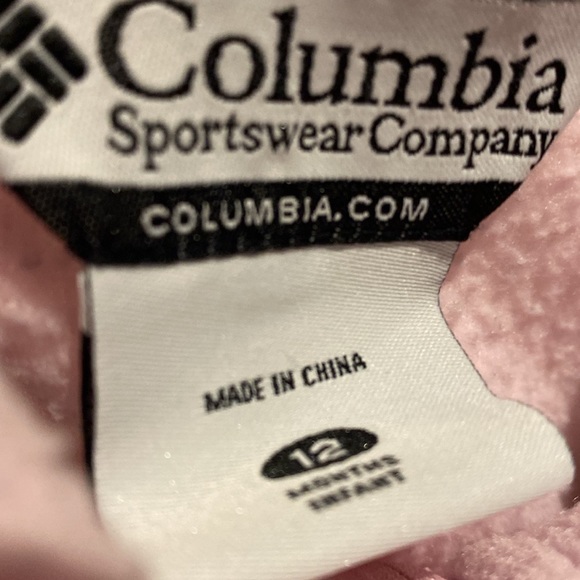 Columbia
Sportswear Company
COLUMBIA.COM
MADE IN CHINA
12
MONTHS
INFANT